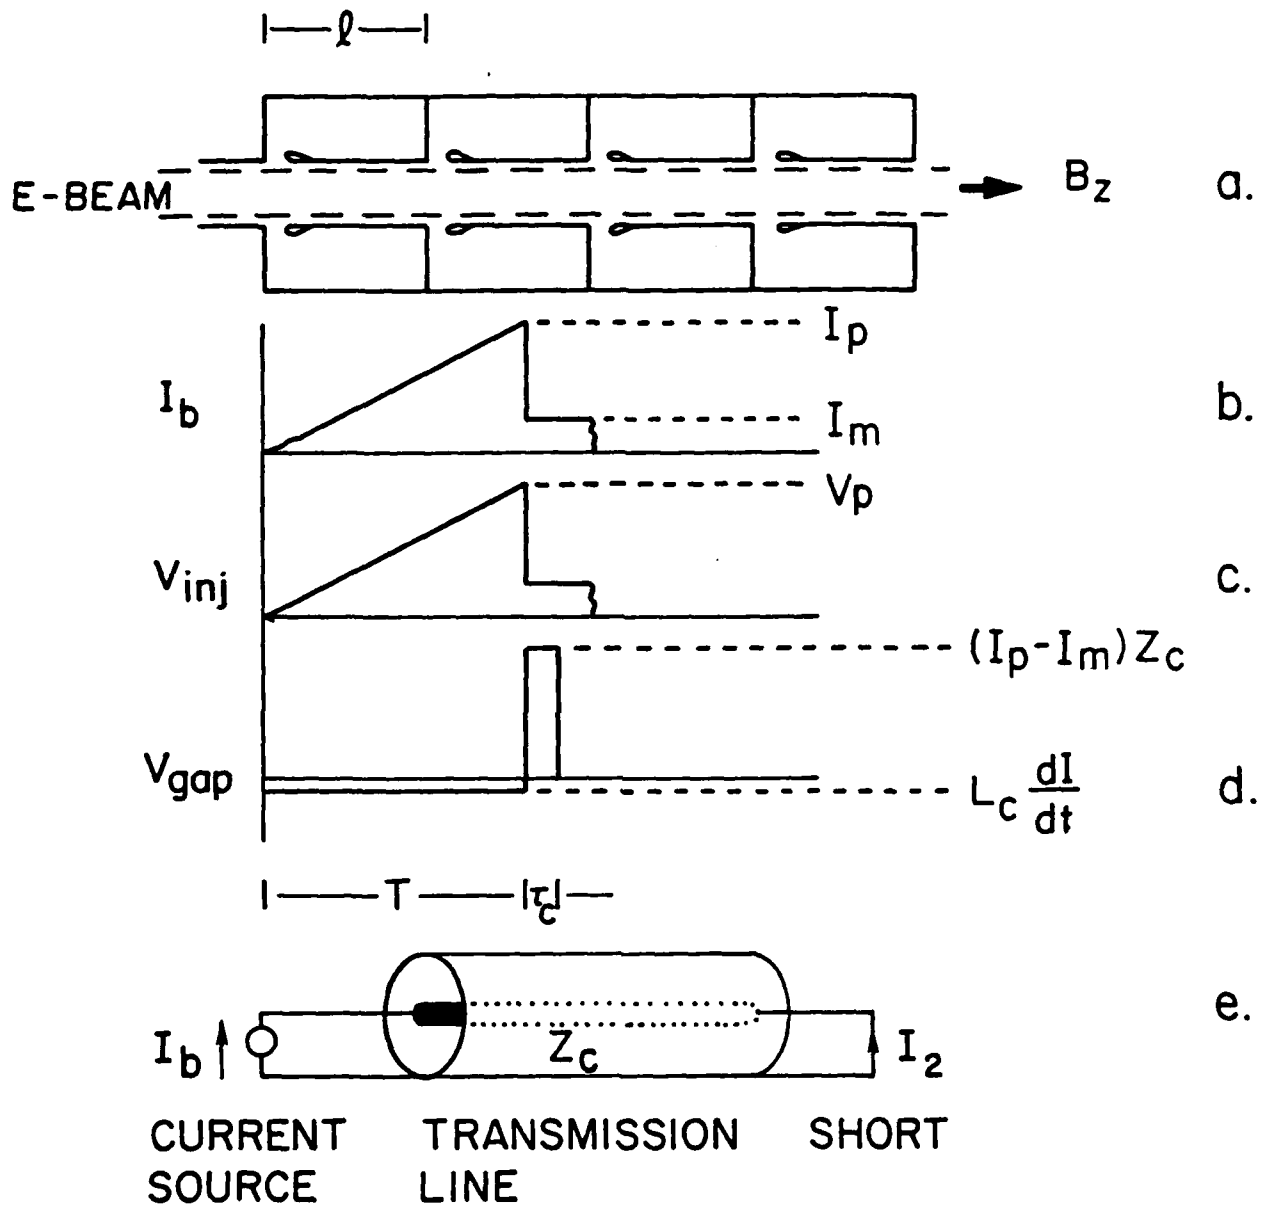 ℓ
E-BEAM
B_z
a.
I_p
I_b
I_m
b.
V_p
V_inj
c.
(I_p-I_m)Z_c
V_gap
L_c dI/dt
d.
T
τ_c
I_b
Z_c
I_2
e.
CURRENT SOURCE
TRANSMISSION LINE
SHORT